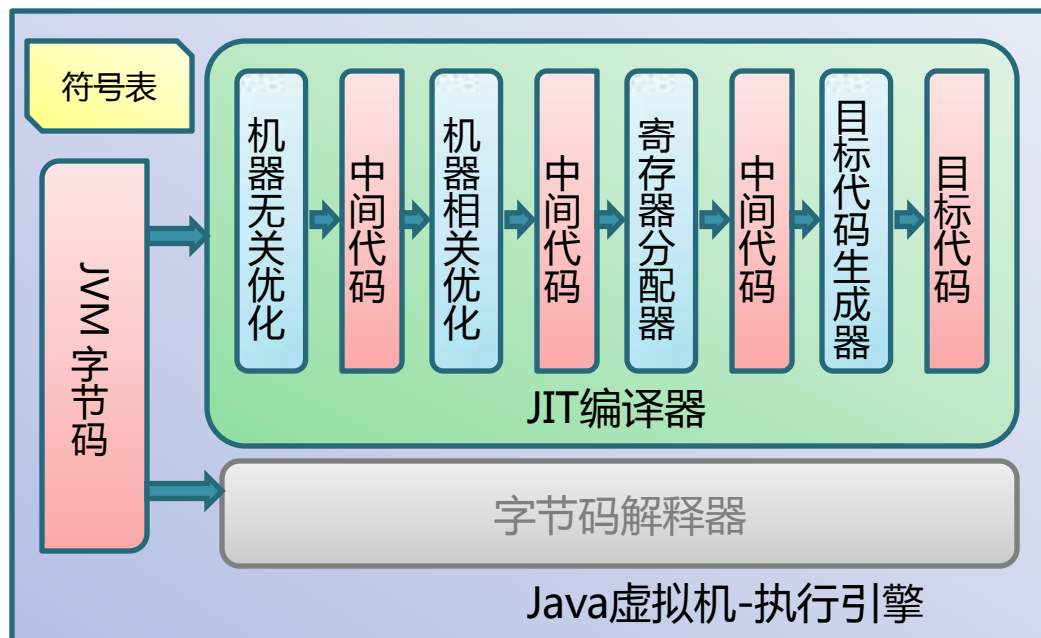 符号表
JVM 字节码
机器无关优化
中间代码
机器相关优化
中间代码
寄存器分配器
中间代码
目标代码生成器
目标代码
JIT编译器
字节码解释器
Java虚拟机-执行引擎